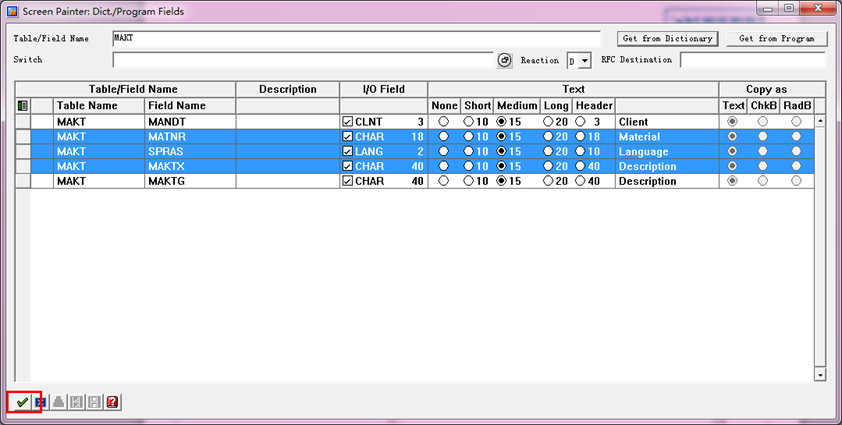 Screen Painter: Dict./Program Fields
Table/Field Name MAKT Get from Dictionary Get from Program
Switch Reaction D RFC Destination
Table/Field Name Description I/O Field Text Copy as
Table Name Field Name None Short Medium Long Header Text ChkB RadB
MAKT MANDT CLNT 3 10 15 20 3 Client
MAKT MATNR CHAR 18 10 15 20 18 Material
MAKT SPRAS LANG 2 10 15 20 10 Language
MAKT MAKTX CHAR 40 10 15 20 40 Description
MAKT MAKTG CHAR 40 10 15 20 40 Description